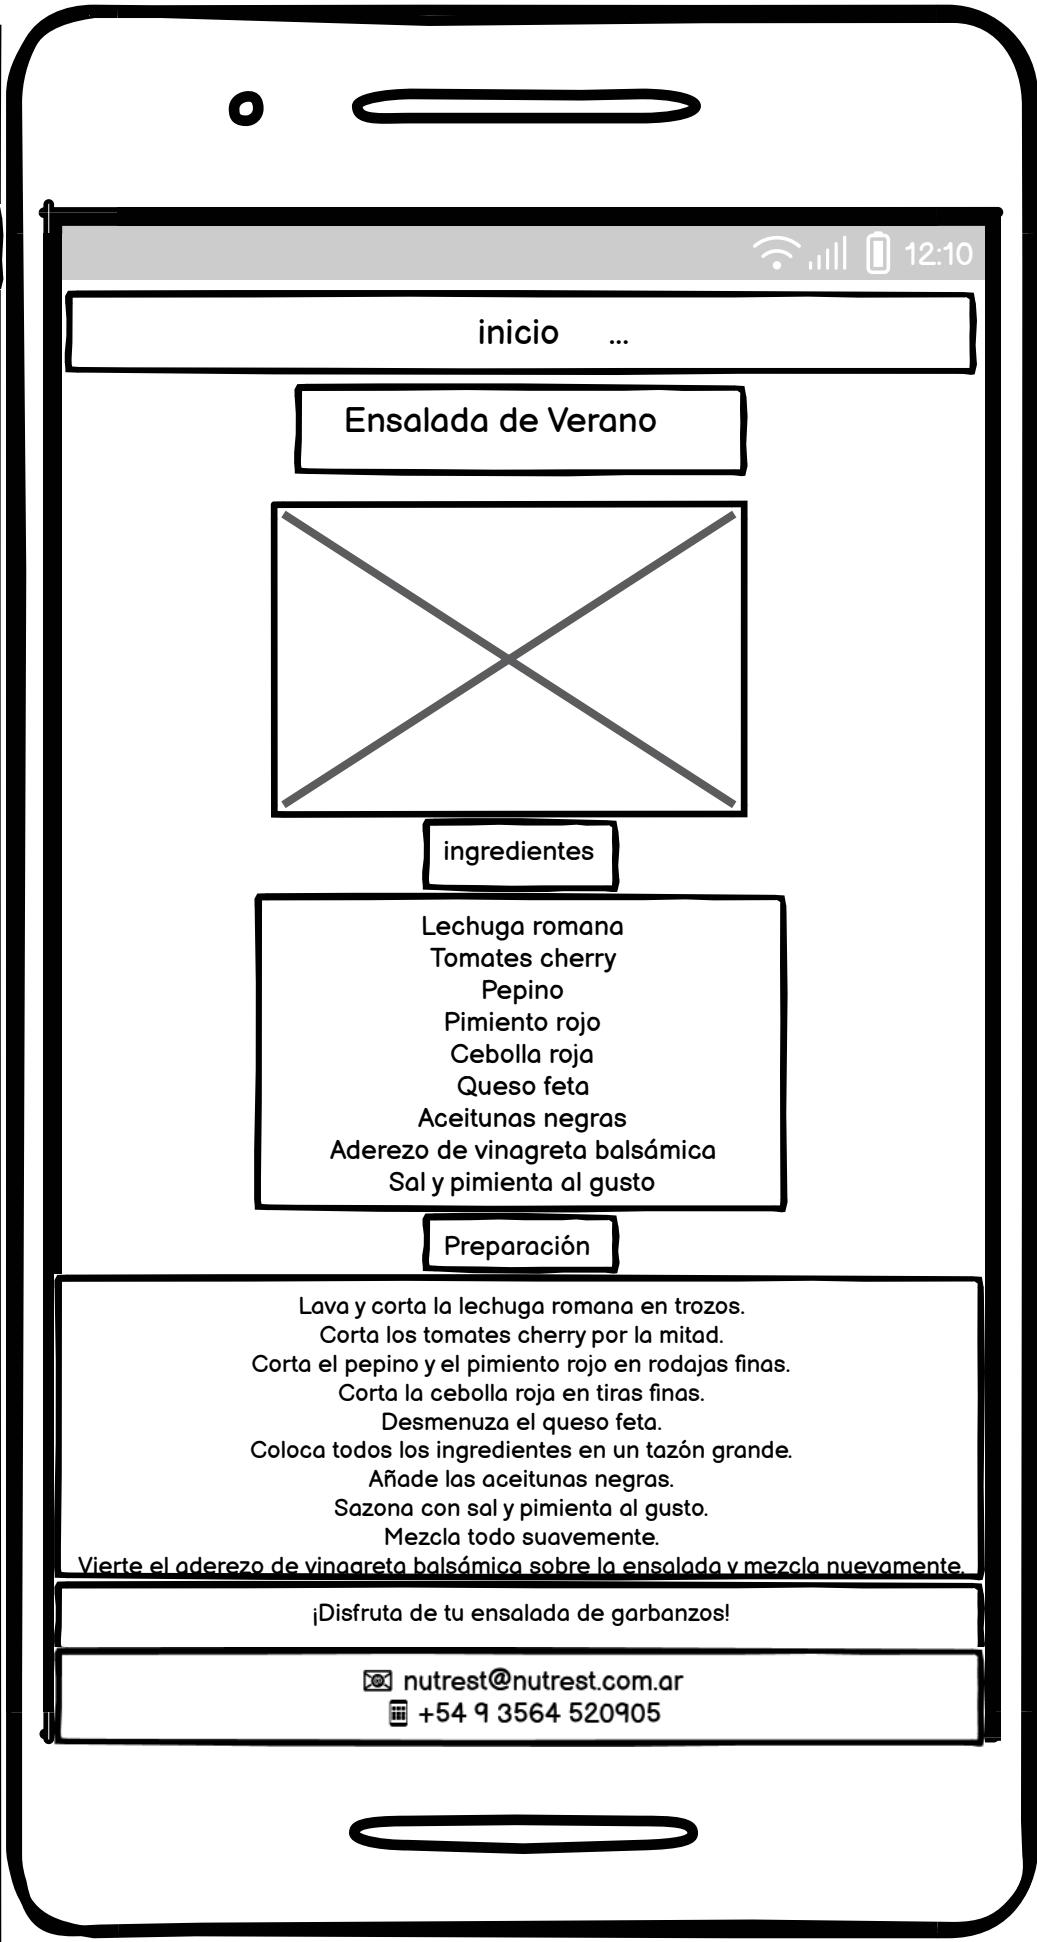 12:10
inicio ...
Ensalada de Verano
ingredientes
Lechuga romana
Tomates cherry
Pepino
Pimiento rojo
Cebolla roja
Queso feta
Aceitunas negras
Aderezo de vinagreta balsámica
Sal y pimienta al gusto
Preparación
Lava y corta la lechuga romana en trozos.
Corta los tomates cherry por la mitad.
Corta el pepino y el pimiento rojo en rodajas finas.
Corta la cebolla roja en tiras finas.
Desmenuza el queso feta.
Coloca todos los ingredientes en un tazón grande.
Añade las aceitunas negras.
Sazona con sal y pimienta al gusto.
Mezcla todo suavemente.
Vierte el aderezo de vinagreta balsámica sobre la ensalada y mezcla nuevamente.
¡Disfruta de tu ensalada de garbanzos!
nutrest@nutrest.com.ar
+54 9 3564 520905